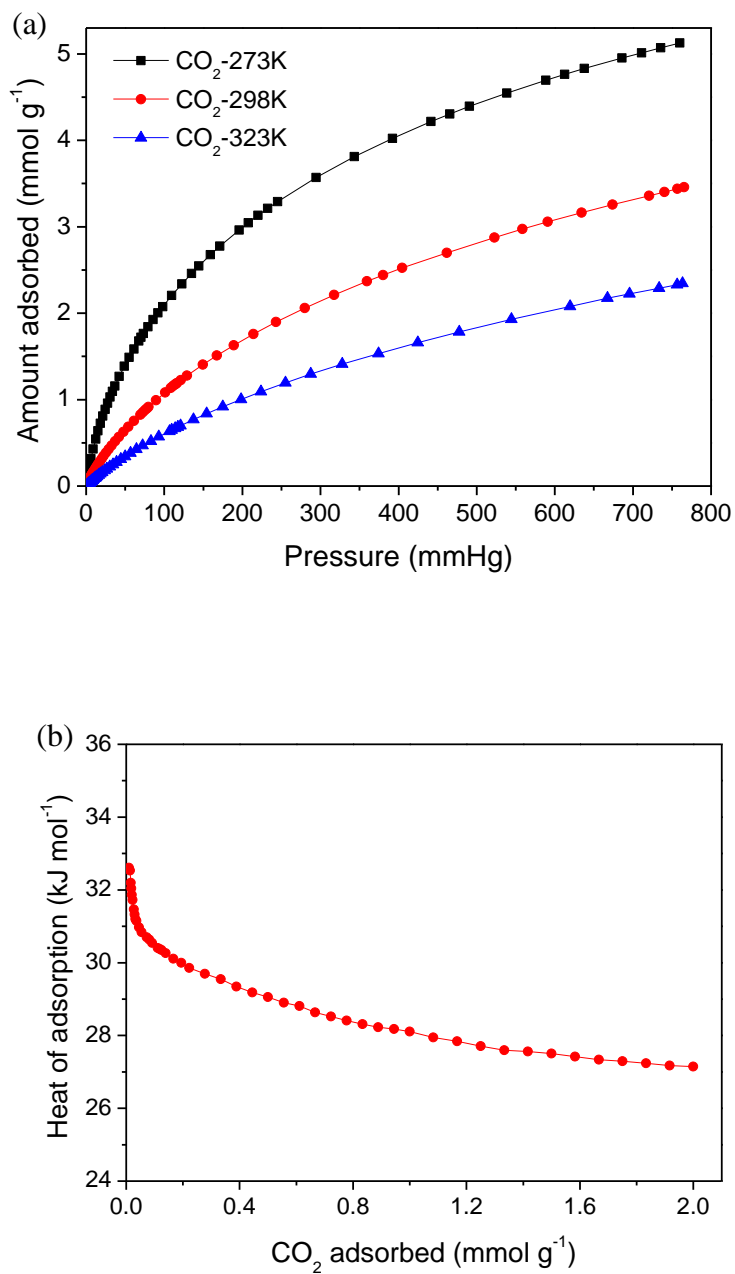 (a)
CO2-273K
CO2-298K
CO2-323K
Amount adsorbed (mmol g-1)
5
4
3
2
1
0
0 100 200 300 400 500 600 700 800
Pressure (mmHg)
(b)
Heat of adsorption (kJ mol-1)
36
34
32
30
28
26
24
0.0 0.4 0.8 1.2 1.6 2.0
CO2 adsorbed (mmol g-1)